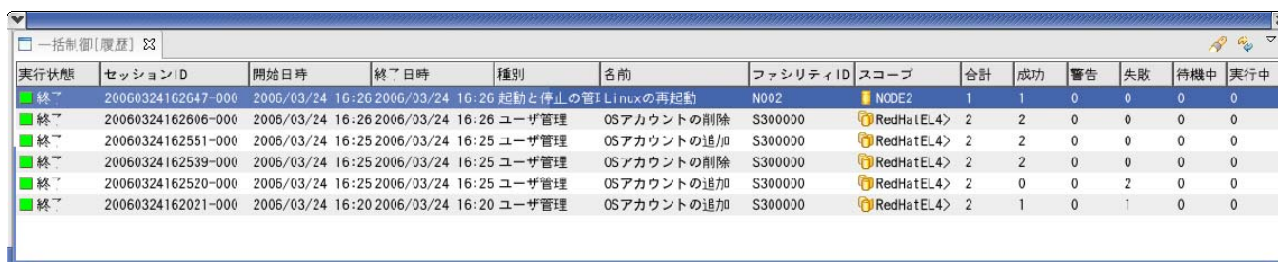 一括制御[履歴]
実行状態 セッションID 開始日時 終了日時 種別 名前 ファシリティID スコープ 合計 成功 警告 失敗 待機中 実行中
終了 20060324162647-000 2006/03/24 16:26 2006/03/24 16:26 起動と停止の管理 Linuxの再起動 N002 NODE2 1 1 0 0 0 0
終了 20060324162606-000 2006/03/24 16:26 2006/03/24 16:26 ユーザ管理 OSアカウントの削除 S300000 RedHatEL4> 2 2 0 0 0 0
終了 20060324162551-000 2006/03/24 16:25 2006/03/24 16:25 ユーザ管理 OSアカウントの追加 S300000 RedHatEL4> 2 2 0 0 0 0
終了 20060324162539-000 2006/03/24 16:25 2006/03/24 16:25 ユーザ管理 OSアカウントの削除 S300000 RedHatEL4> 2 2 0 0 0 0
終了 20060324162520-000 2006/03/24 16:25 2006/03/24 16:25 ユーザ管理 OSアカウントの追加 S300000 RedHatEL4> 2 0 0 2 0 0
終了 20060324162021-000 2006/03/24 16:20 2006/03/24 16:20 ユーザ管理 OSアカウントの追加 S300000 RedHatEL4> 2 1 0 1 0 0